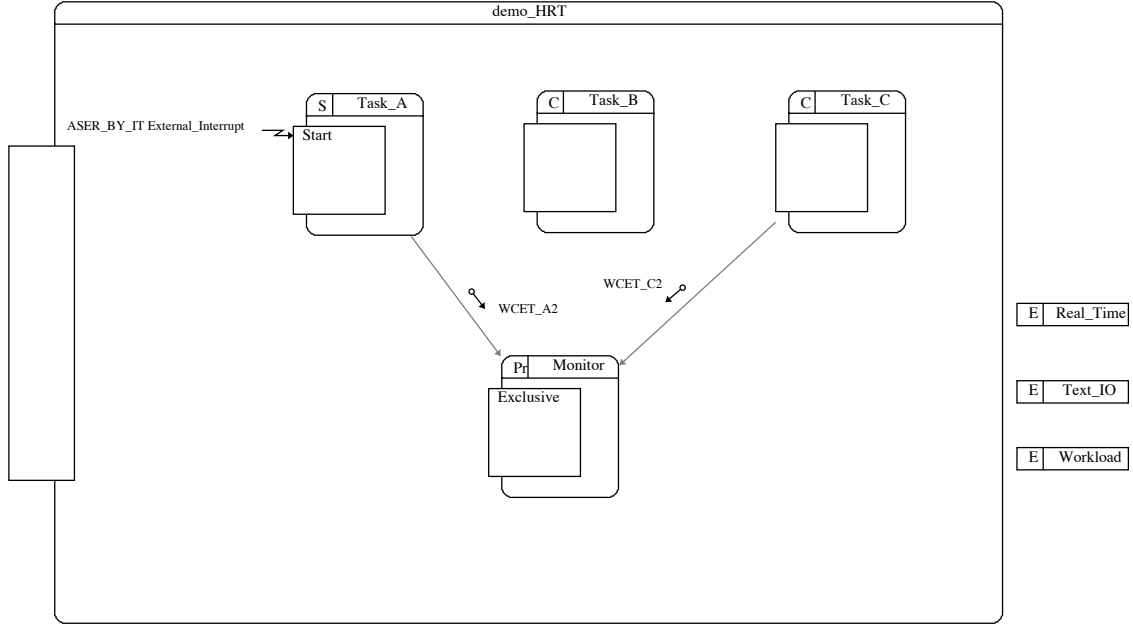 demo_HRT
S Task_A
C Task_B
C Task_C
ASER_BY_IT External_Interrupt
Start
WCET_A2
WCET_C2
E Real_Time
Pr Monitor
Exclusive
E Text_IO
E Workload